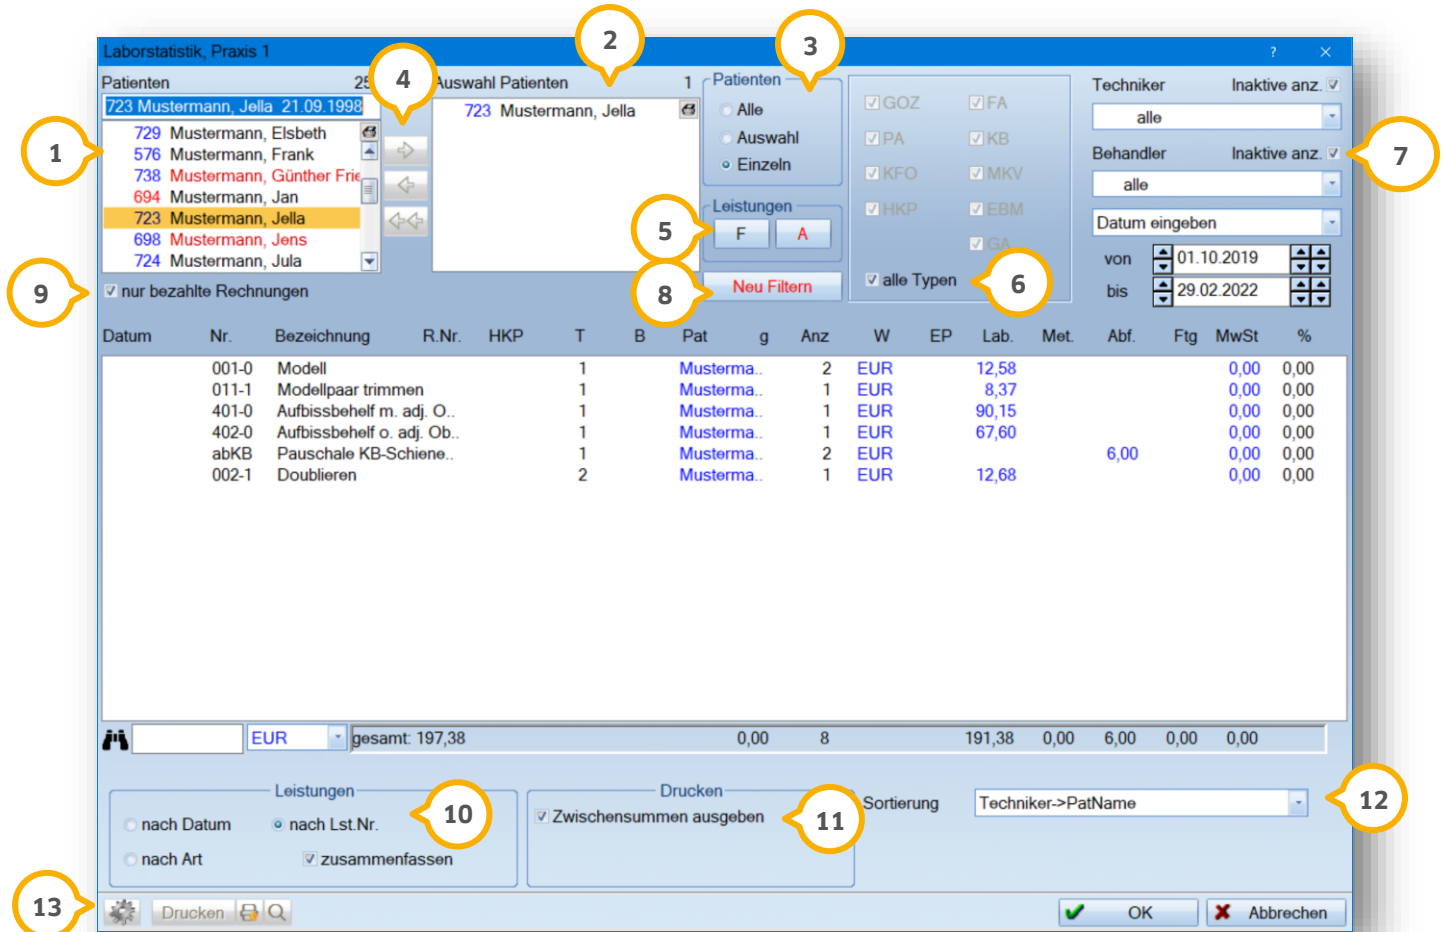 Laborstatistik, Praxis 1
?
2
3
4
Patienten
Auswahl Patienten 1
723 Mustermann, Jella 21.09.1998
729 Mustermann, Elsbeth
576 Mustermann, Frank
738 Mustermann, Günther Frie
694 Mustermann, Jan
723 Mustermann, Jella
698 Mustermann, Jens
724 Mustermann, Jula
1
723 Mustermann, Jella
Patienten
Alle
Auswahl
Einzeln
Leistungen
F A
5
Neu Filtern
8
GOZ FA
PA KB
KFO MKV
HKP EBM
GA
alle Typen
6
Techniker Inaktive anz.
alle
Behandler Inaktive anz.
7
alle
Datum eingeben
von 01.10.2019
bis 29.02.2022
9
nur bezahlte Rechnungen
Datum Nr. Bezeichnung R.Nr. HKP T B Pat g Anz W EP Lab. Met. Abf. Ftg MwSt %
001-0 Modell 1 Musterma.. 2 EUR 12,58 0,00 0,00
011-1 Modellpaar trimmen 1 Musterma.. 1 EUR 8,37 0,00 0,00
401-0 Aufbissbehelf m. adj. O.. 1 Musterma.. 1 EUR 90,15 0,00 0,00
402-0 Aufbissbehelf o. adj. Ob.. 1 Musterma.. 1 EUR 67,60 0,00 0,00
abKB Pauschale KB-Schiene.. 1 Musterma.. 2 EUR 6,00 0,00 0,00
002-1 Doublieren 2 Musterma.. 1 EUR 12,68 0,00 0,00
EUR gesamt: 197,38 0,00 8 191,38 0,00 6,00 0,00 0,00
Leistungen
nach Datum nach Lst.Nr.
nach Art zusammenfassen
10
Drucken
Zwischensummen ausgeben
11
Sortierung Techniker->PatName
12
13
Drucken
OK Abbrechen